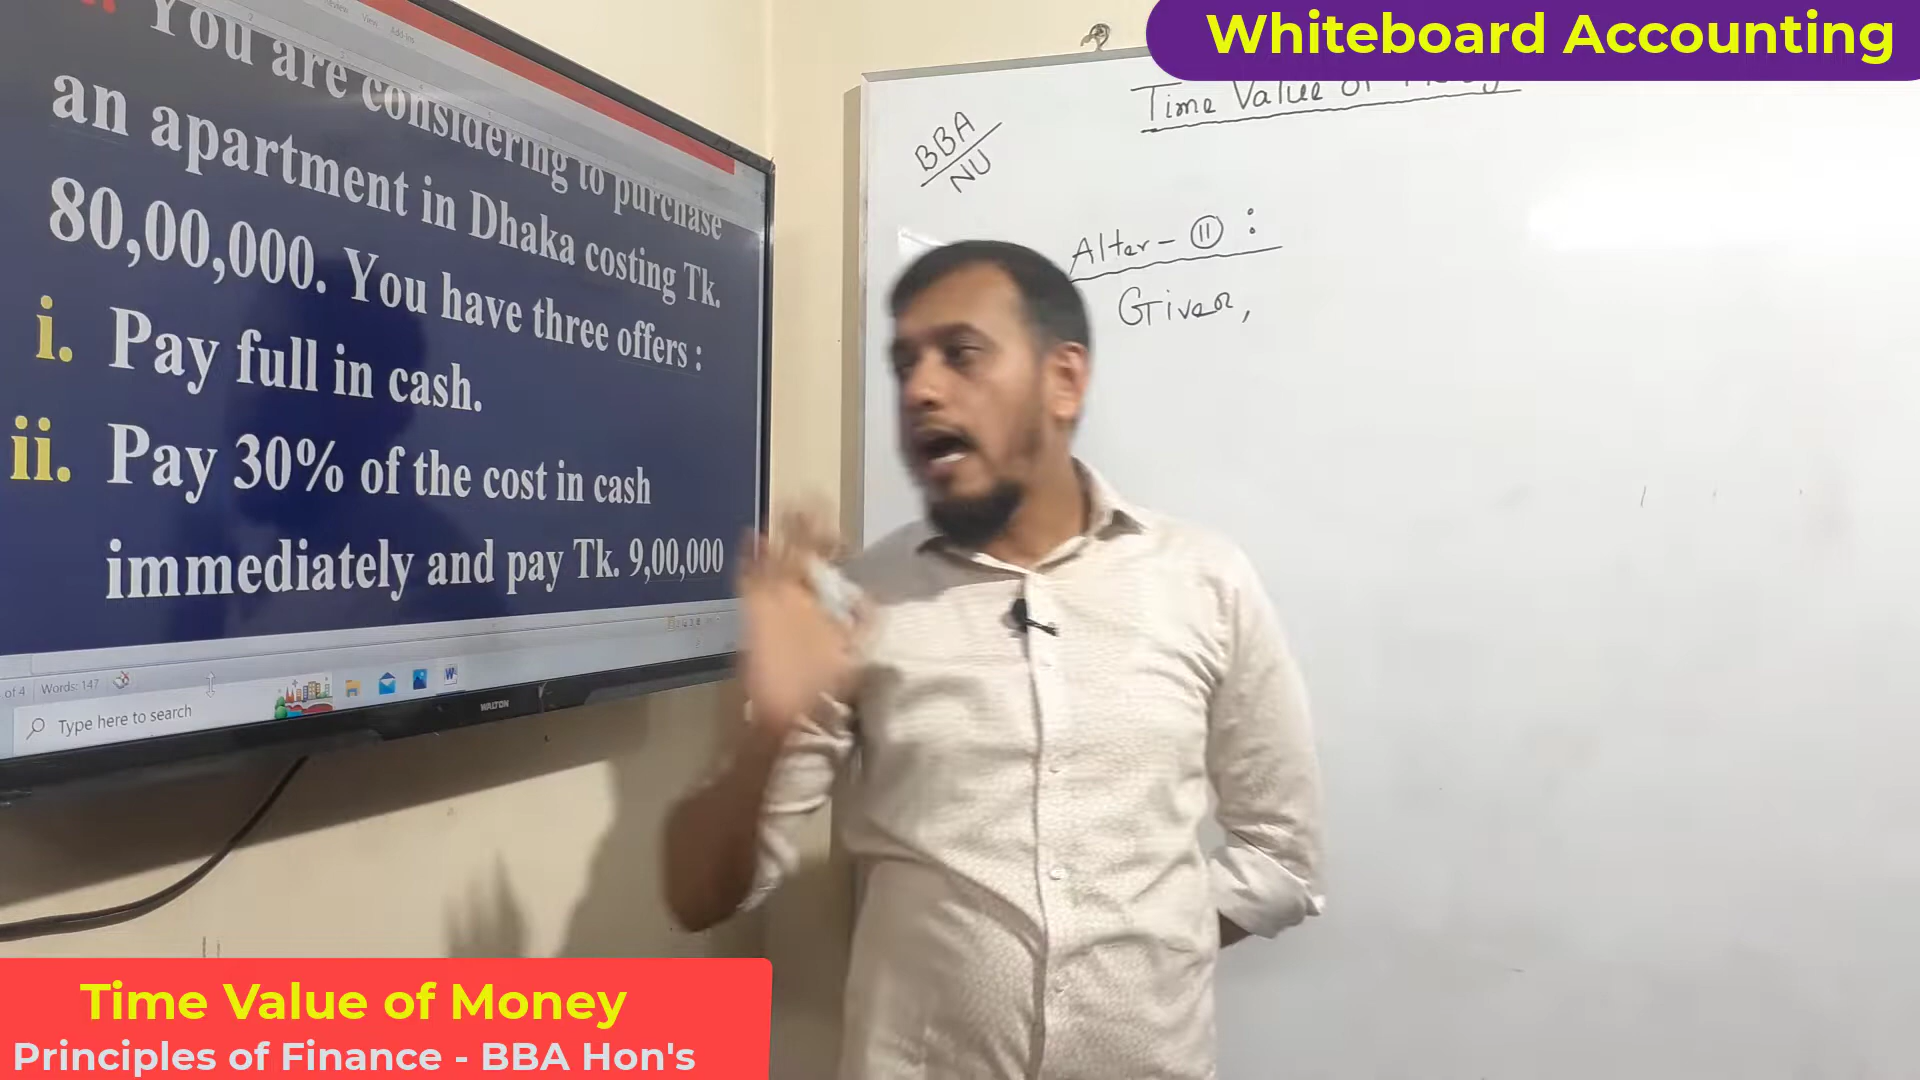 Whiteboard Accounting
You are considering to purchase
an apartment in Dhaka costing Tk.
80,00,000. You have three offers :
i. Pay full in cash.
ii. Pay 30% of the cost in cash
immediately and pay Tk. 9,00,000
of 4 Words: 147
Type here to search
WALTON
Time Value of
BBA
NU
Alter - II :
Given,
Time Value of Money
Principles of Finance - BBA Hon's